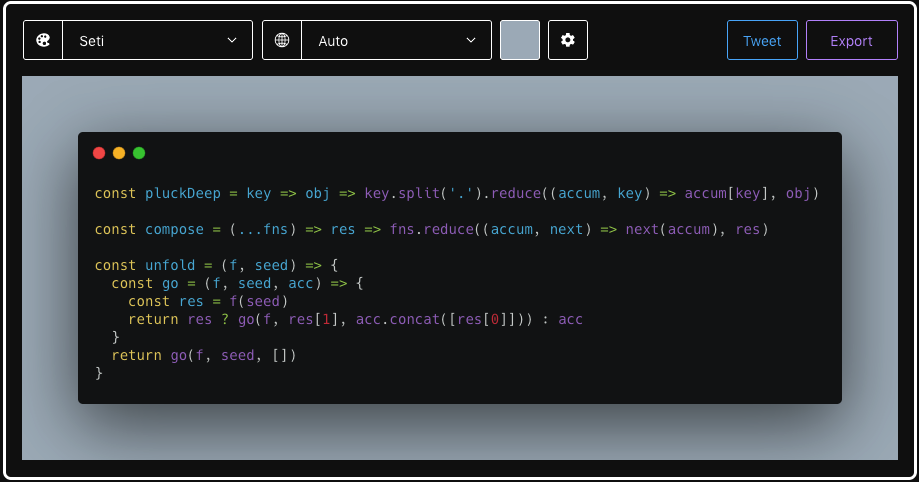 Seti
Auto
Tweet
Export
const pluckDeep = key => obj => key.split('.').reduce((accum, key) => accum[key], obj)
const compose = (...fns) => res => fns.reduce((accum, next) => next(accum), res)
const unfold = (f, seed) => {
  const go = (f, seed, acc) => {
    const res = f(seed)
    return res ? go(f, res[1], acc.concat([res[0]])) : acc
  }
  return go(f, seed, [])
}